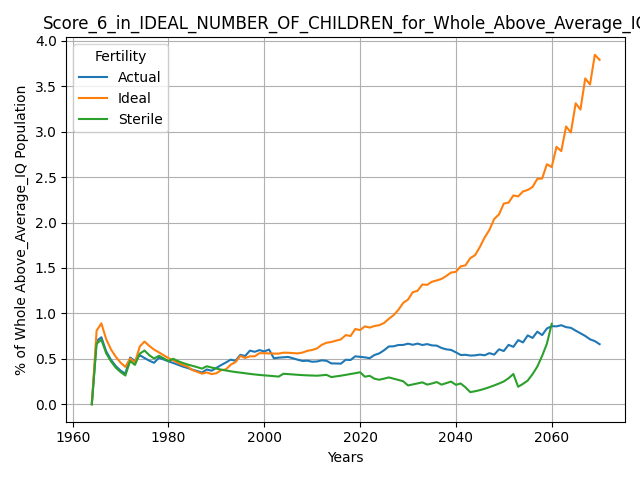 Score_6_in_IDEAL_NUMBER_OF_CHILDREN_for_Whole_Above_Average_IQ
4.0
3.5
3.0
2.5
2.0
1.5
1.0
0.5
0.0
% of Whole Above_Average_IQ Population
Fertility
Actual
Ideal
Sterile
1960 1980 2000 2020 2040 2060
Years